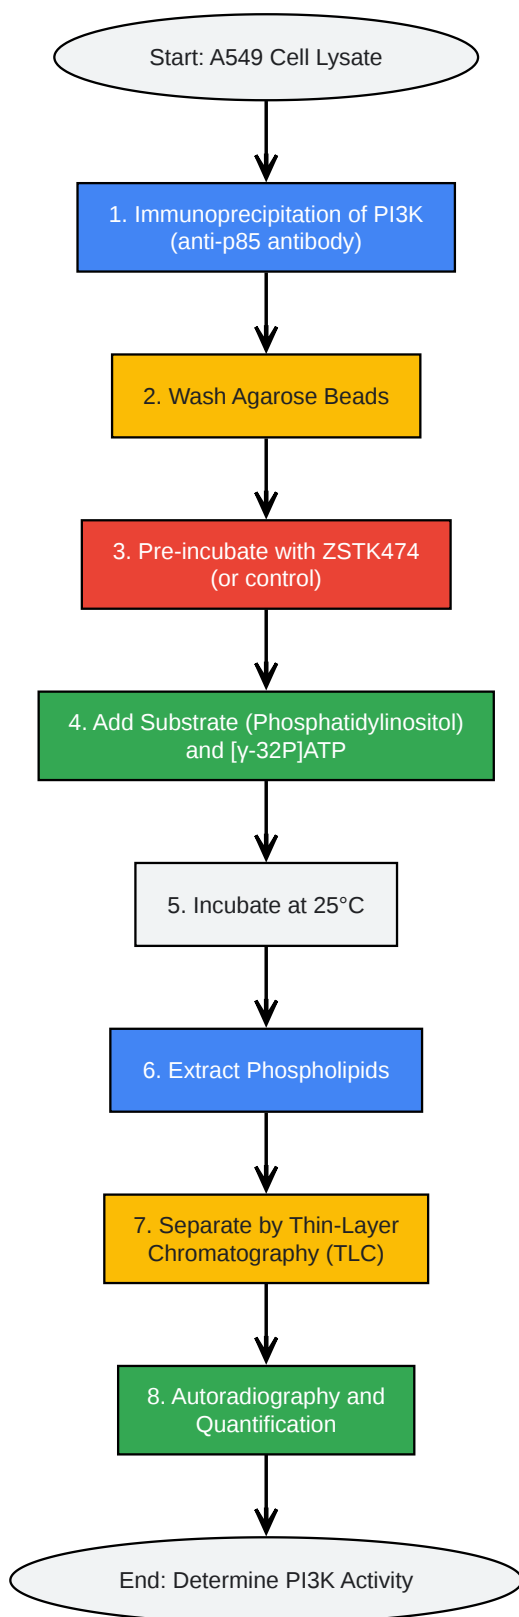 Start: A549 Cell Lysate
1. Immunoprecipitation of PI3K
(anti-p85 antibody)
2. Wash Agarose Beads
3. Pre-incubate with ZSTK474
(or control)
4. Add Substrate (Phosphatidylinositol)
and [γ-32P]ATP
5. Incubate at 25°C
6. Extract Phospholipids
7. Separate by Thin-Layer
Chromatography (TLC)
8. Autoradiography and
Quantification
End: Determine PI3K Activity